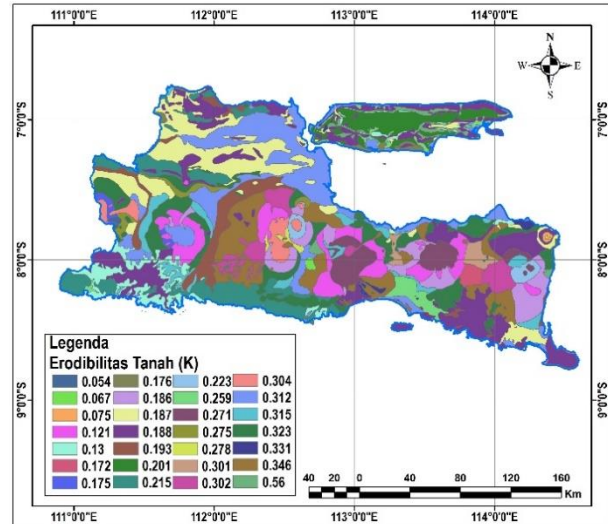 111°0'0"E 112°0'0"E 113°0'0"E 114°0'0"E
N
W E
S
7°0'0"S 7°0'0"S
8°0'0"S 8°0'0"S
9°0'0"S 9°0'0"S
Legenda
Erodibilitas Tanah (K)
0.054 0.176 0.223 0.304
0.067 0.186 0.259 0.312
0.075 0.187 0.271 0.315
0.121 0.188 0.275 0.323
0.13 0.193 0.278 0.331
0.172 0.201 0.301 0.346
0.175 0.215 0.302 0.56
40 20 0 40 80 120 160
Km
111°0'0"E 112°0'0"E 113°0'0"E 114°0'0"E